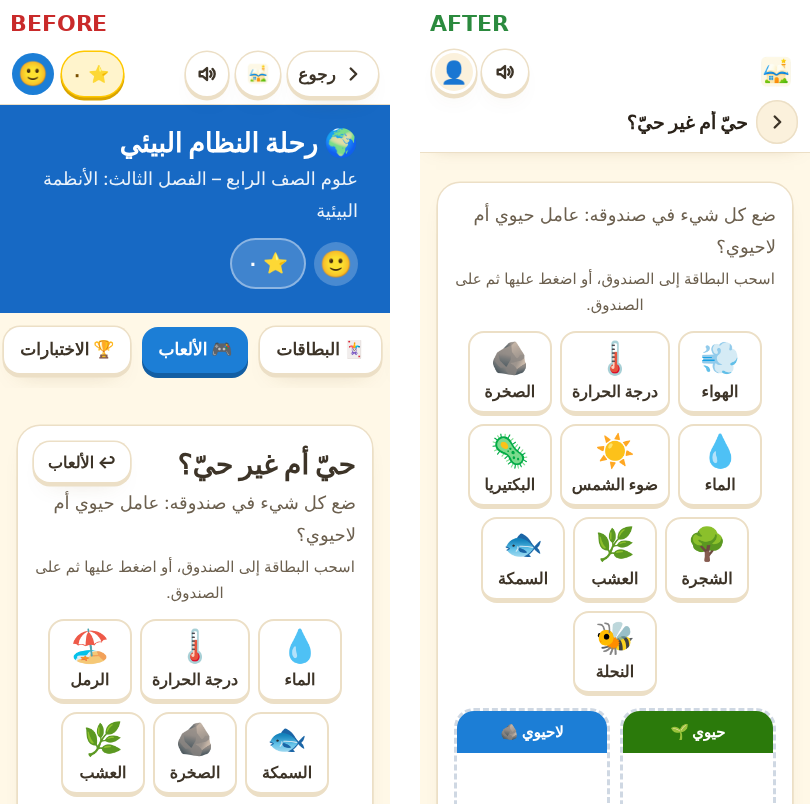 BEFORE
رجوع
٠
رحلة النظام البيئي
علوم الصف الرابع – الفصل الثالث: الأنظمة
البيئية
٠
البطاقات
الألعاب
الاختبارات
حيّ أم غير حيّ؟
الألعاب
ضع كل شيء في صندوقه: عامل حيوي أم
لاحيوي؟
اسحب البطاقة إلى الصندوق، أو اضغط عليها ثم على
الصندوق.
الماء
درجة الحرارة
الرمل
السمكة
الصخرة
العشب
AFTER
حيّ أم غير حيّ؟
ضع كل شيء في صندوقه: عامل حيوي أم
لاحيوي؟
اسحب البطاقة إلى الصندوق، أو اضغط عليها ثم على
الصندوق.
الهواء
درجة الحرارة
الصخرة
الماء
ضوء الشمس
البكتيريا
الشجرة
العشب
السمكة
النحلة
حيوي
لاحيوي